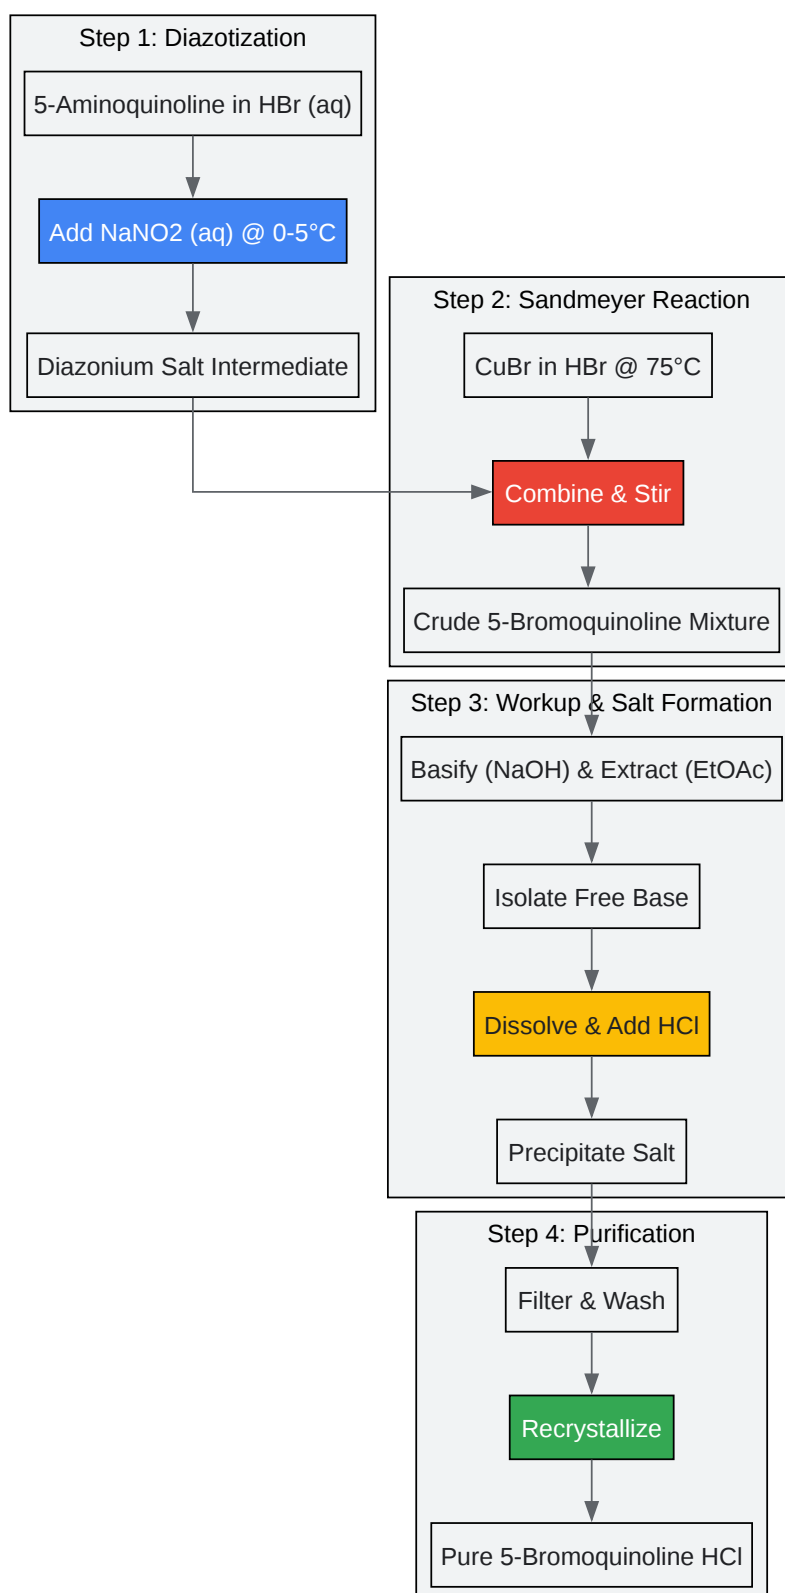 Step 1: Diazotization
5-Aminoquinoline in HBr (aq)
Add NaNO2 (aq) @ 0-5°C
Diazonium Salt Intermediate
Step 2: Sandmeyer Reaction
CuBr in HBr @ 75°C
Combine & Stir
Crude 5-Bromoquinoline Mixture
Step 3: Workup & Salt Formation
Basify (NaOH) & Extract (EtOAc)
Isolate Free Base
Dissolve & Add HCl
Precipitate Salt
Step 4: Purification
Filter & Wash
Recrystallize
Pure 5-Bromoquinoline HCl